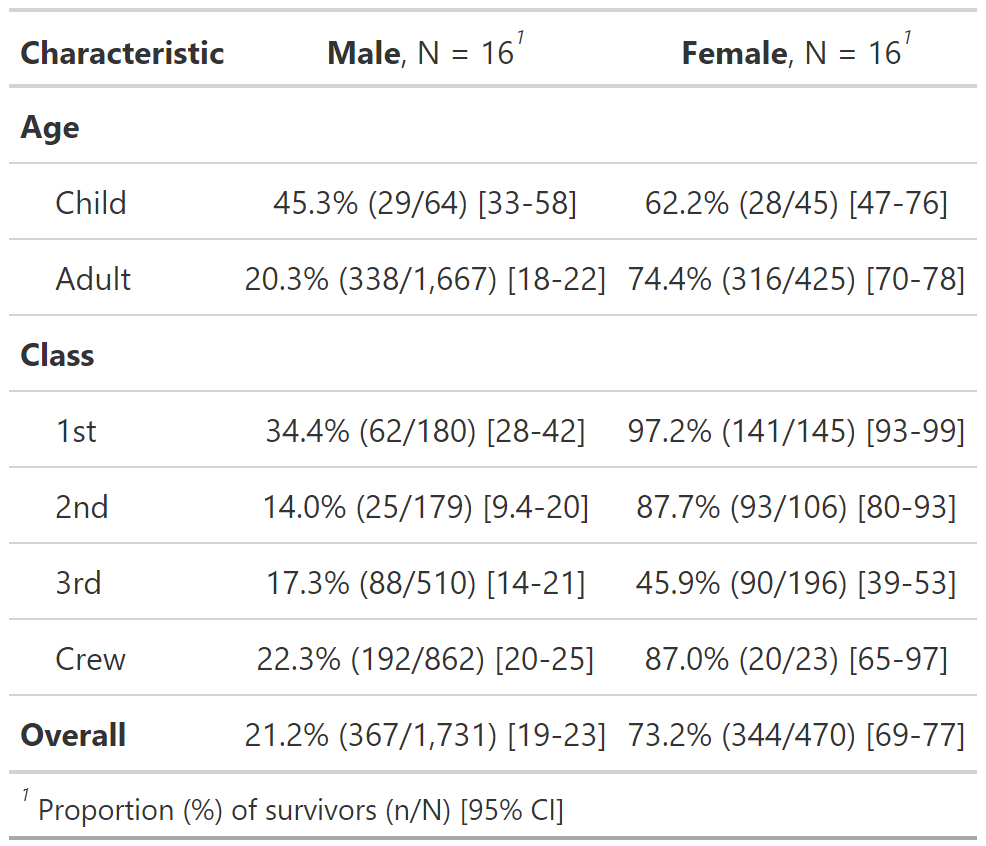 Characteristic Male, N = 16¹ Female, N = 16¹
Age
Child 45.3% (29/64) [33-58] 62.2% (28/45) [47-76]
Adult 20.3% (338/1,667) [18-22] 74.4% (316/425) [70-78]
Class
1st 34.4% (62/180) [28-42] 97.2% (141/145) [93-99]
2nd 14.0% (25/179) [9.4-20] 87.7% (93/106) [80-93]
3rd 17.3% (88/510) [14-21] 45.9% (90/196) [39-53]
Crew 22.3% (192/862) [20-25] 87.0% (20/23) [65-97]
Overall 21.2% (367/1,731) [19-23] 73.2% (344/470) [69-77]
¹ Proportion (%) of survivors (n/N) [95% CI]